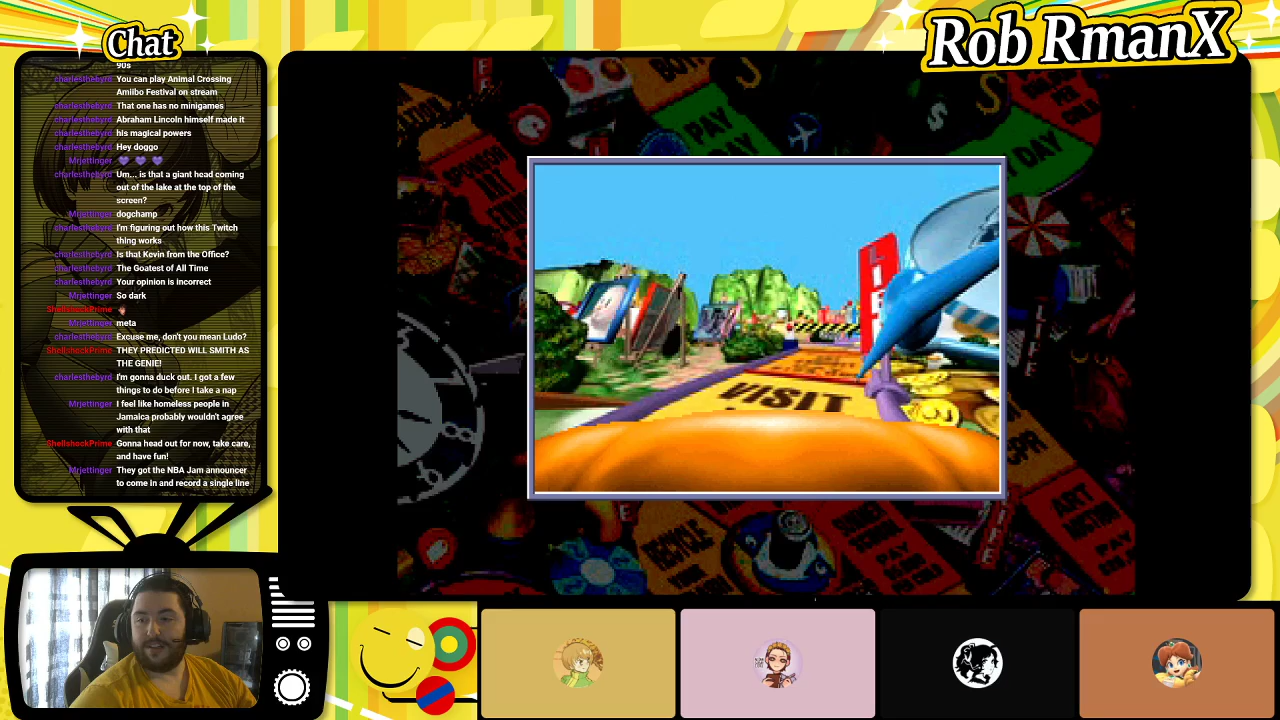 Chat
Rob RmanX
90s
charlesthebyrd You can play Animal Crossing
Amiibo Festival on stream
charlesthebyrd That one has no minigames
charlesthebyrd Abraham Lincoln himself made it
charlesthebyrd his magical powers
charlesthebyrd Hey doggo
Mrjettinger
charlesthebyrd Um... is that a giant head coming
out of the lake at the top of the
screen?
Mrjettinger dogchamp
charlesthebyrd I'm figuring out how this Twitch
thing works
charlesthebyrd Is that Kevin from the Office?
charlesthebyrd The Goatest of All Time
charlesthebyrd Your opinion is incorrect
Mrjettinger So dark
ShellshockPrime
Mrjettinger meta
charlesthebyrd Excuse me, don't you mean Ludo?
ShellshockPrime THEY PREDICTED WILL SMITH AS
THE GENIE!
charlesthebyrd I'm gonna duck out. I got a few
things to do before I take a nap
Mrjettinger I feel like homeless people in
Jamaica probably wouldn't agree
with that
ShellshockPrime Gonna head out for now, take care,
and have fun!
Mrjettinger They got the NBA Jam announcer
to come in and record a single line
LIFE
VISIT
LIFE